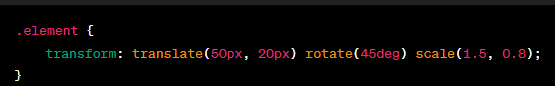 .element {
    transform: translate(50px, 20px) rotate(45deg) scale(1.5, 0.8);
}